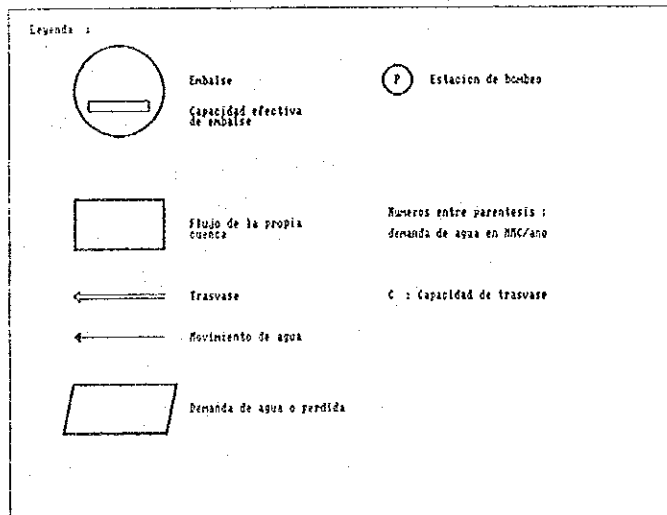 Leyenda :
Embalse
Capacidad efectiva
de embalse
P
Estacion de bombeo
Flujo de la propia
cuenca
Numeros entre parentesis :
demanda de agua en MMC/ano
Trasvase
C : Capacidad de trasvase
Movimiento de agua
Demanda de agua o perdida